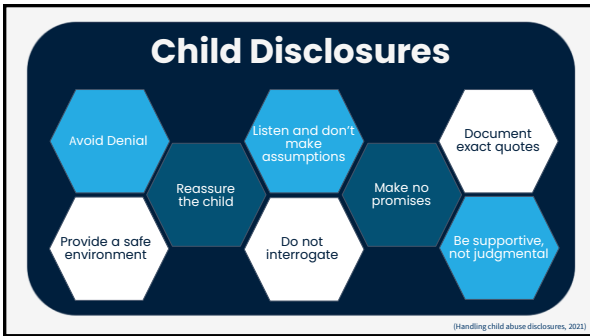 Child Disclosures
Avoid Denial
Provide a safe
environment
Reassure
the child
Listen and don't
make
assumptions
Do not
interrogate
Make no
promises
Document
exact quotes
Be supportive,
not judgmental
(Handling child abuse disclosures, 2021)